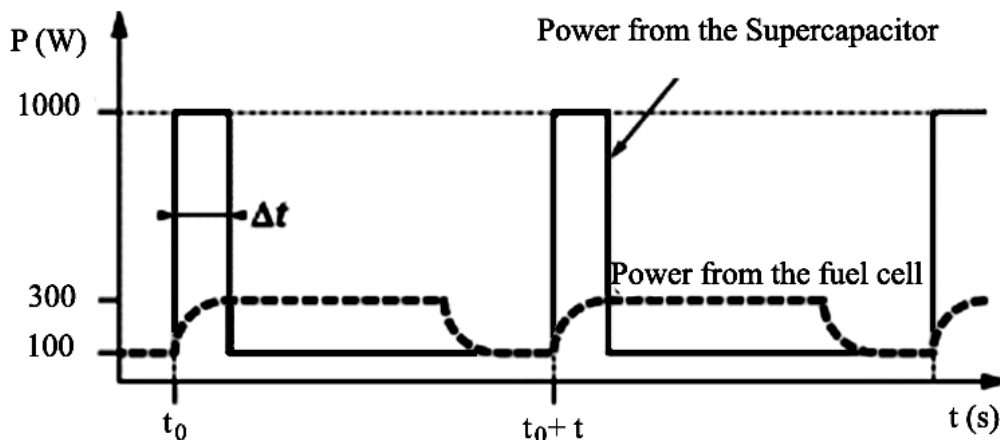 Power from the Supercapacitor
P (W)
1000
Δt
Power from the fuel cell
300
100
t0
t0+ t
t (s)